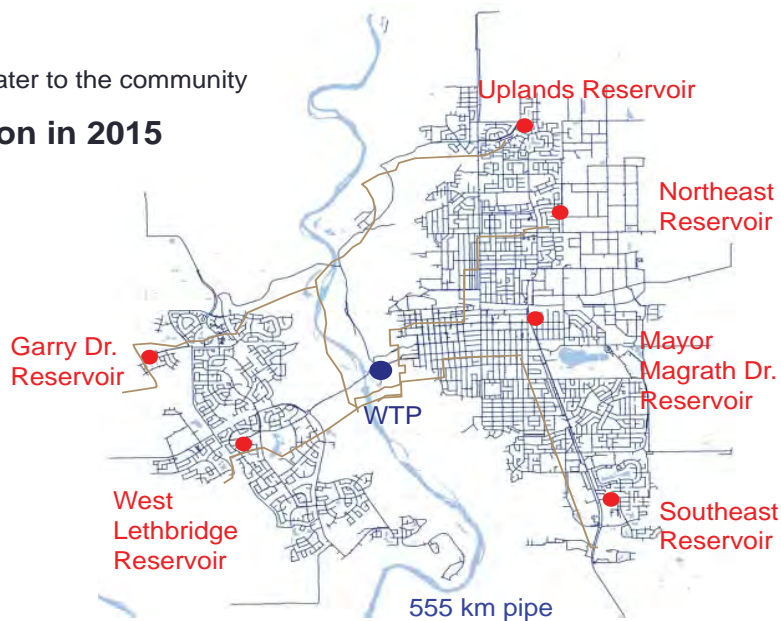 ater to the community
on in 2015
Uplands Reservoir
Northeast
Reservoir
Garry Dr.
Reservoir
Mayor
Magrath Dr.
Reservoir
WTP
West
Lethbridge
Reservoir
Southeast
Reservoir
555 km pipe